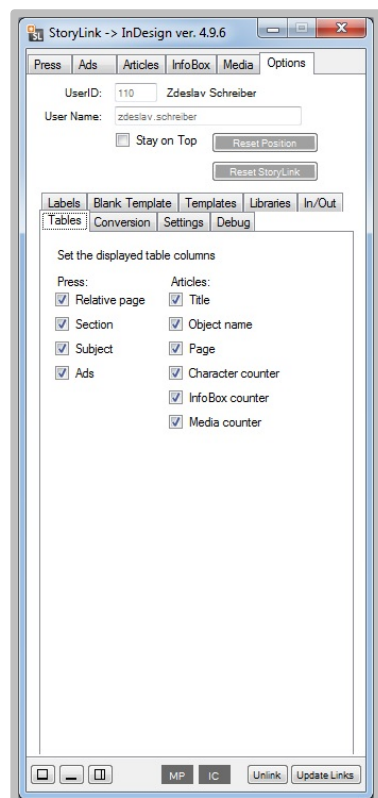 SL StoryLink -> InDesign ver. 4.9.6
Press Ads Articles InfoBox Media Options
UserID: 110 Zdeslav Schreiber
User Name: zdeslav.schreiber
Stay on Top Reset Position
Reset StoryLink
Labels Blank Template Templates Libraries In/Out
Tables Conversion Settings Debug
Set the displayed table columns
Press: Articles:
Relative page Title
Section Object name
Subject Page
Ads Character counter
InfoBox counter
Media counter
MP IC Unlink Update Links